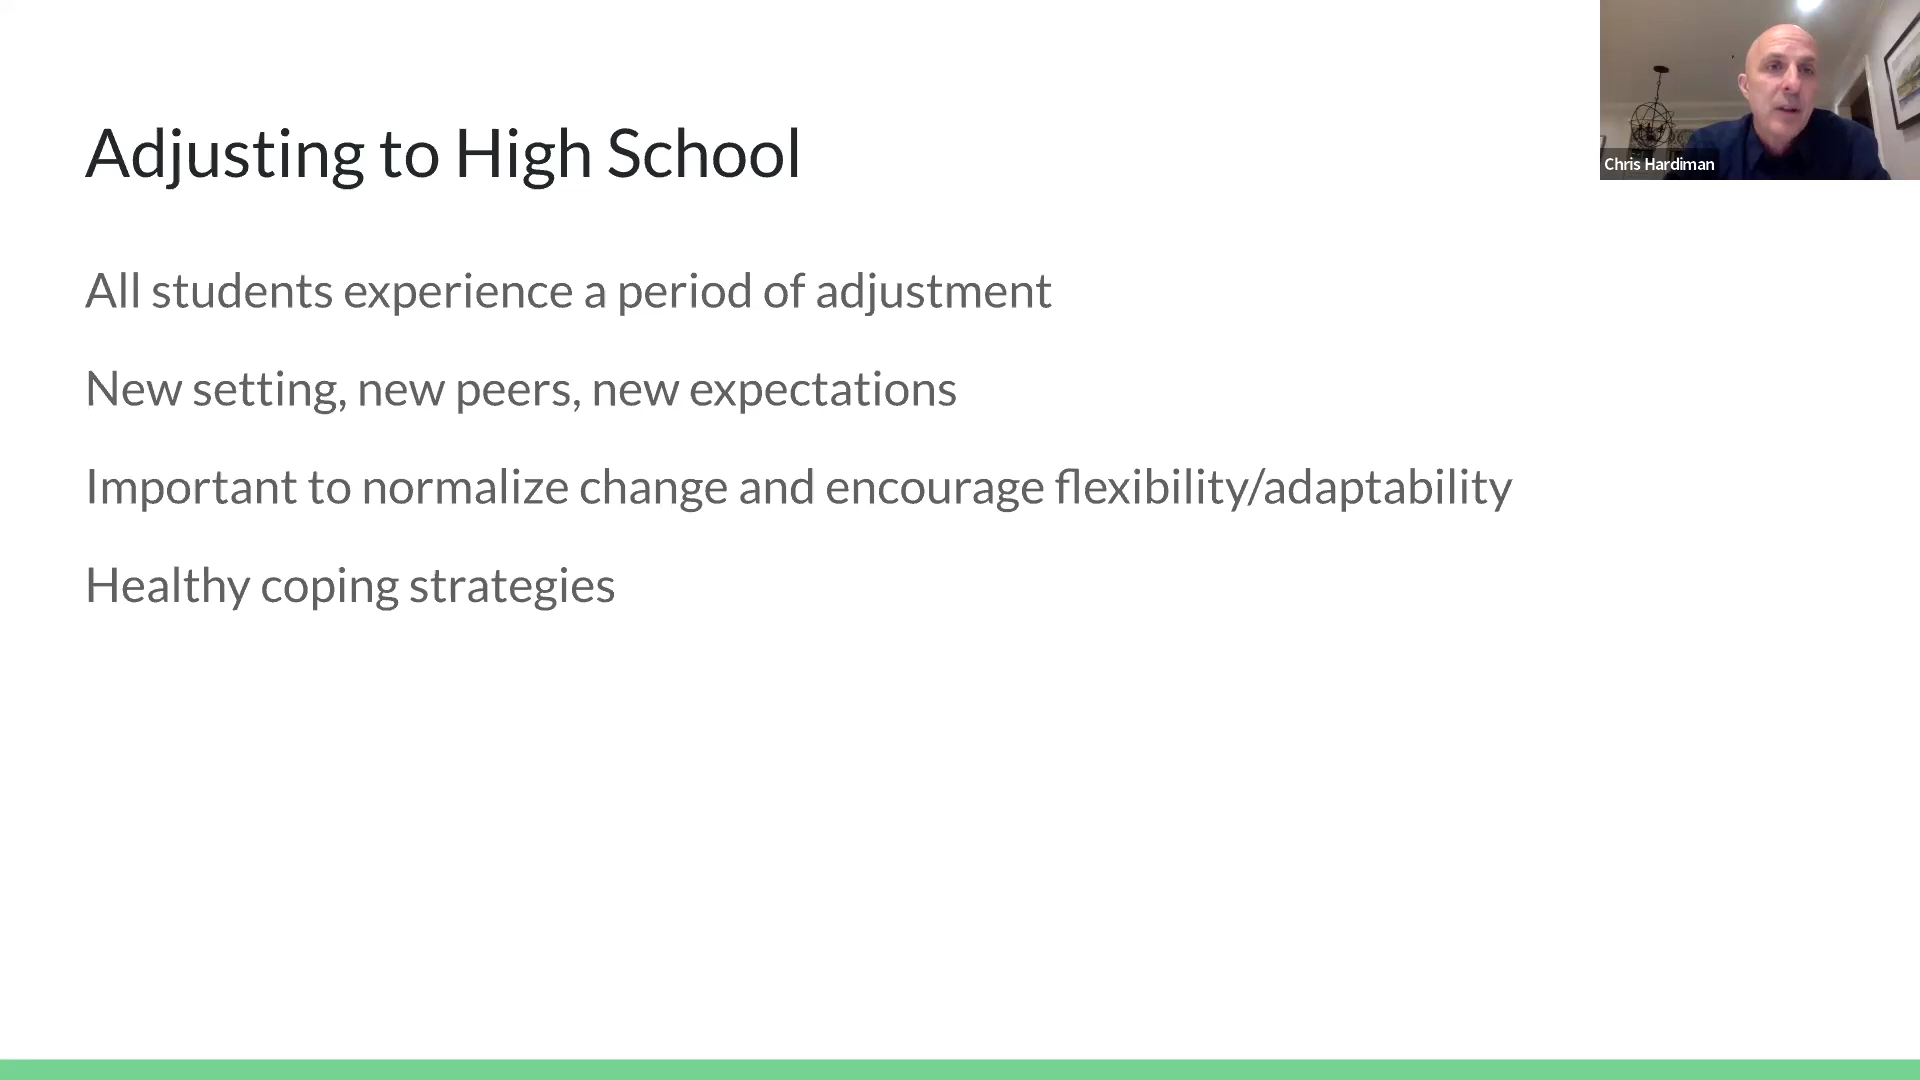 Adjusting to High School
All students experience a period of adjustment
New setting, new peers, new expectations
Important to normalize change and encourage flexibility/adaptability
Healthy coping strategies
Chris Hardiman